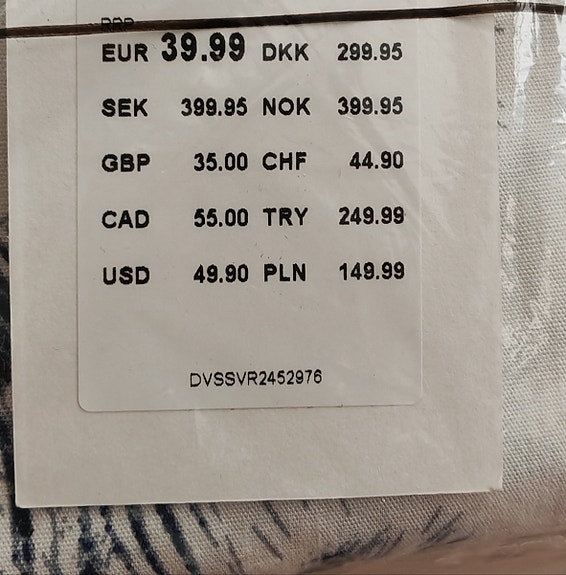 RRP
EUR 39.99 DKK 299.95
SEK 399.95 NOK 399.95
GBP 35.00 CHF 44.90
CAD 55.00 TRY 249.99
USD 49.90 PLN 149.99
DVSSVR2452976